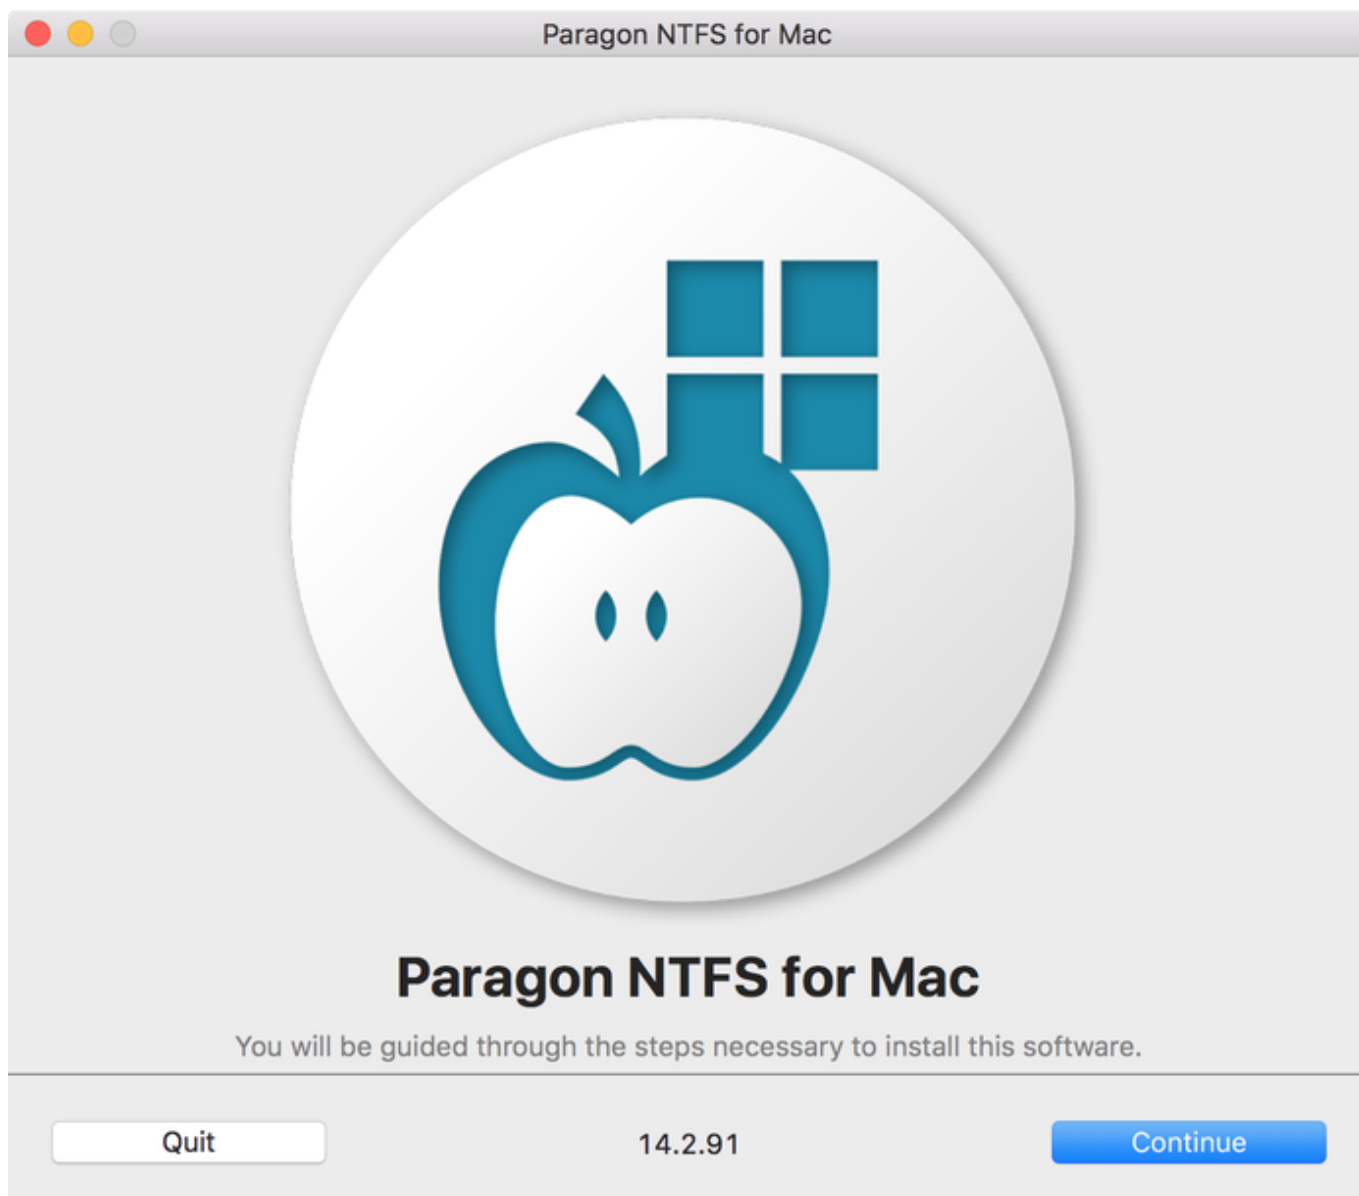 Paragon NTFS for Mac
Paragon NTFS for Mac
You will be guided through the steps necessary to install this software.
Quit
14.2.91
Continue